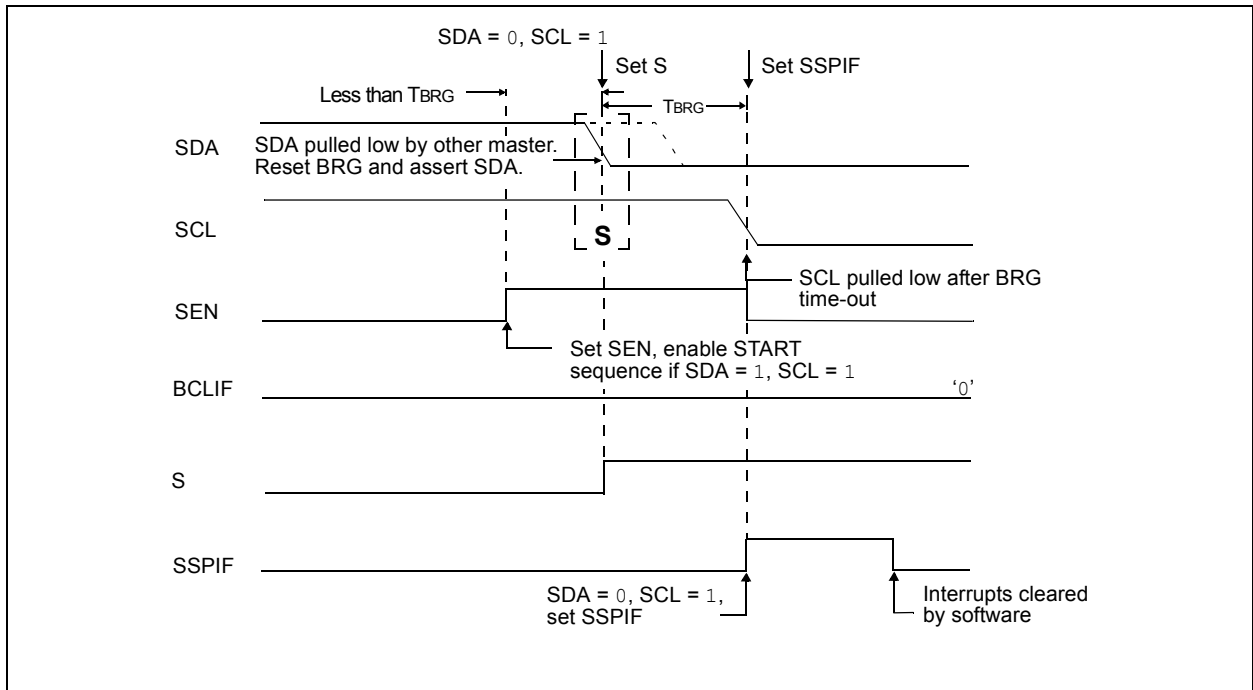 SDA = 0, SCL = 1
Set S
Set SSPIF
Less than TBRG
TBRG
SDA
SDA pulled low by other master.
Reset BRG and assert SDA.
SCL
S
SCL pulled low after BRG
time-out
SEN
Set SEN, enable START
sequence if SDA = 1, SCL = 1
BCLIF
‘0’
S
SSPIF
SDA = 0, SCL = 1,
set SSPIF
Interrupts cleared
by software